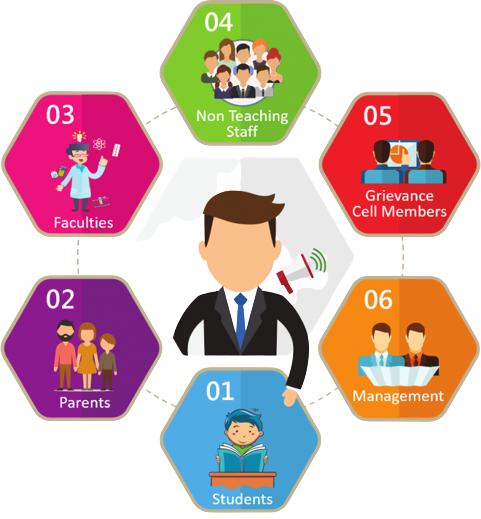 04
Non Teaching
Staff
03
Faculties
05
Grievance
Cell Members
02
Parents
06
Management
01
Students